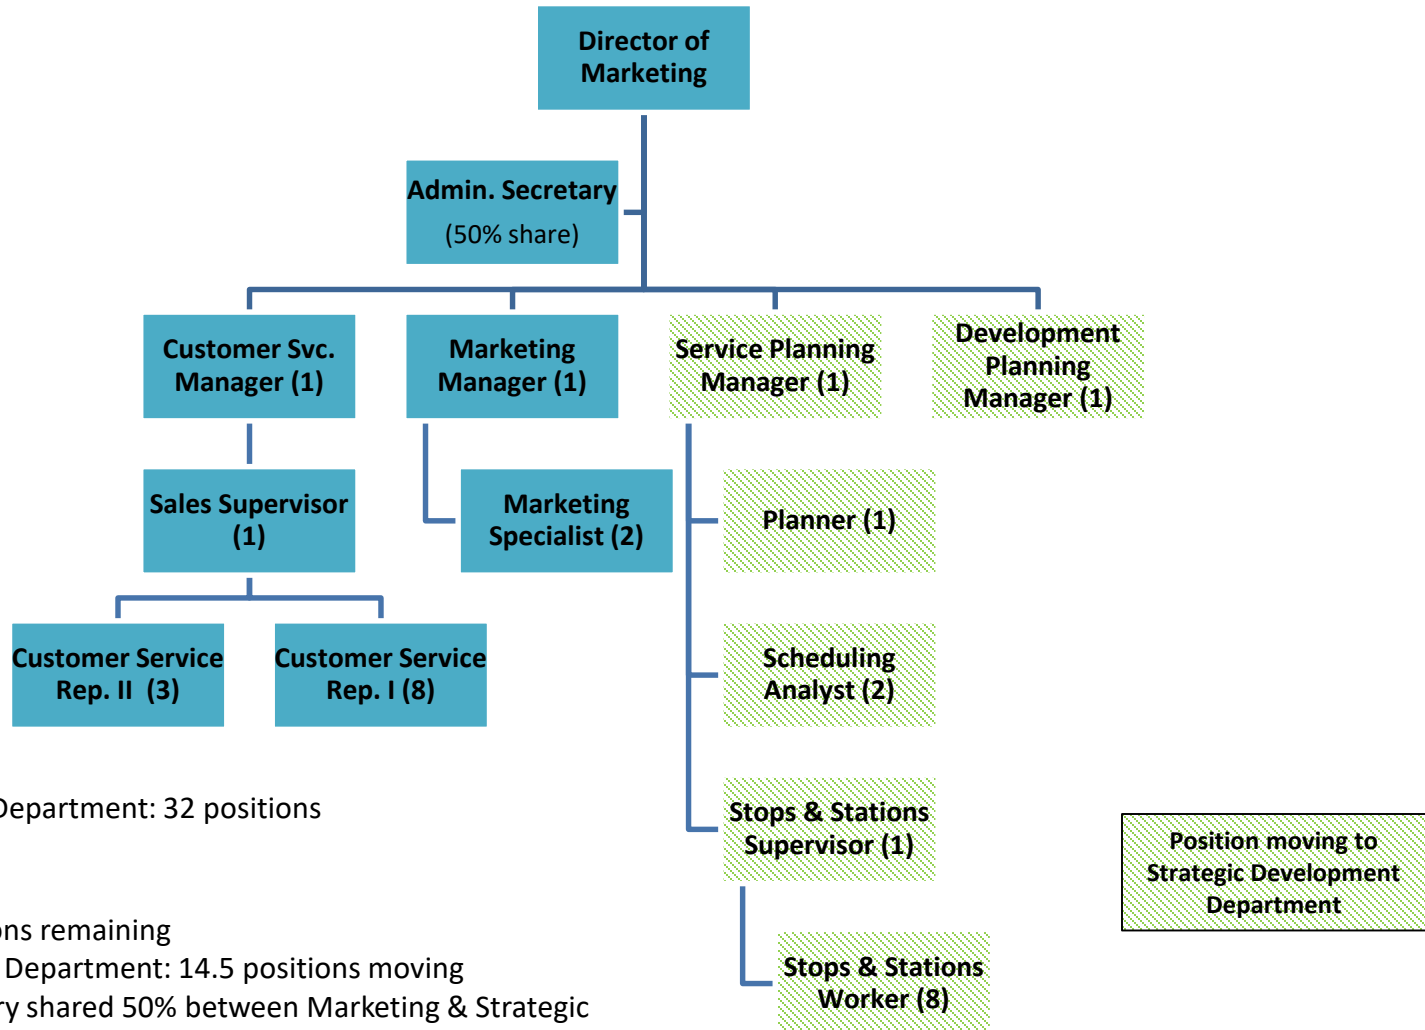 Director of
Marketing
Admin. Secretary
(50% share)
Customer Svc.
Manager (1)
Marketing
Manager (1)
Service Planning
Manager (1)
Development
Planning
Manager (1)
Sales Supervisor
(1)
Marketing
Specialist (2)
Planner (1)
Customer Service
Rep. II (3)
Customer Service
Rep. I (8)
Scheduling
Analyst (2)
Department: 32 positions
Stops & Stations
Supervisor (1)
Position moving to
Strategic Development
Department
remaining
Department: 14.5 positions moving
shared 50% between Marketing & Strategic
Stops & Stations
Worker (8)